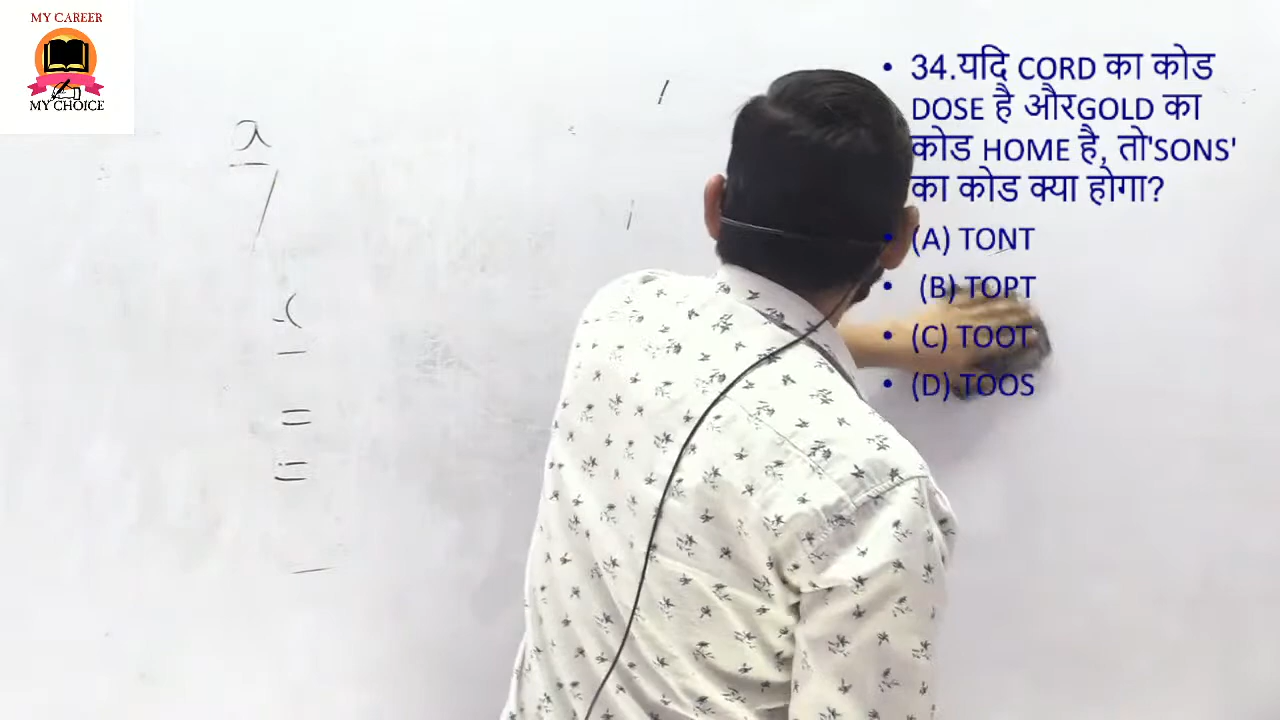 MY CAREER
MY CHOICE
• 34.यदि CORD का कोड
DOSE है औरGOLD का
कोड HOME है, तो'SONS'
का कोड क्या होगा?
• (A) TONT
• (B) TOPT
• (C) TOOT
• (D) TOOS